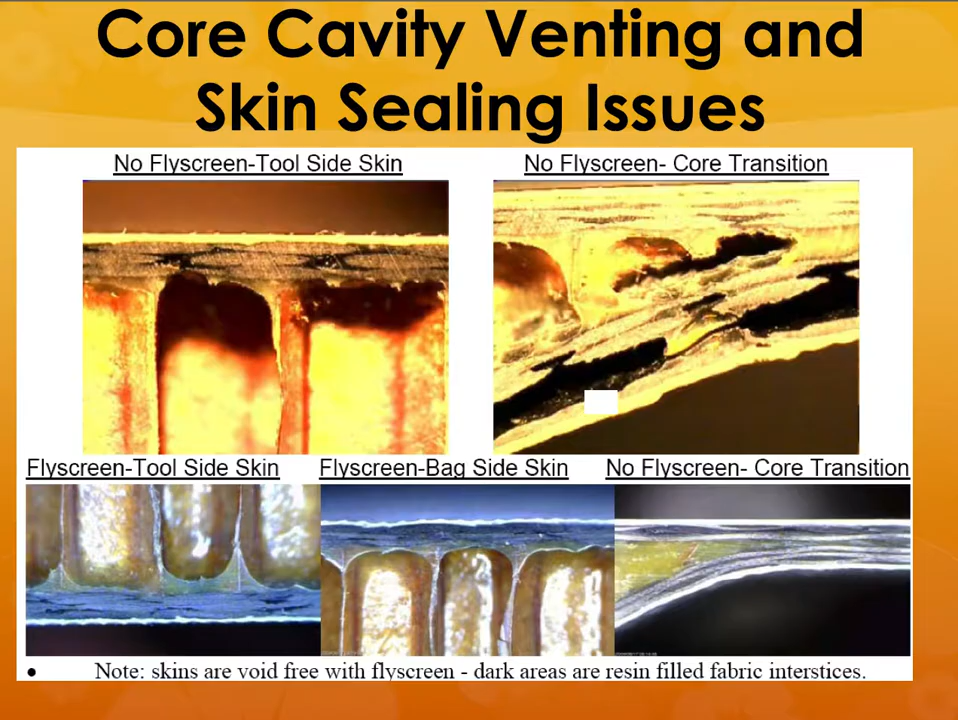 Core Cavity Venting and
Skin Sealing Issues
No Flyscreen-Tool Side Skin
No Flyscreen- Core Transition
Flyscreen-Tool Side Skin
Flyscreen-Bag Side Skin
No Flyscreen- Core Transition
• Note: skins are void free with flyscreen - dark areas are resin filled fabric interstices.